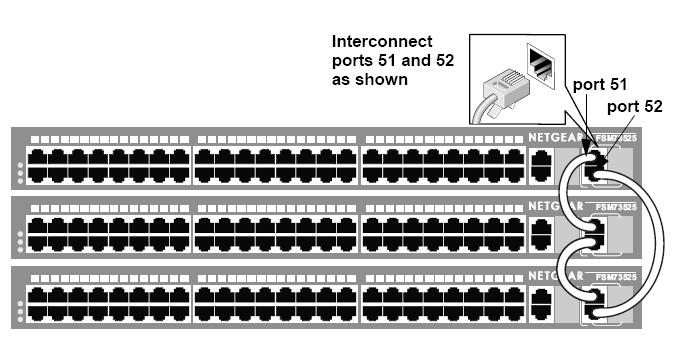 Interconnect
ports 51 and 52
as shown
port 51
port 52
NETGEAR FSM7352S
NETGEAR FSM7352S
NETGEAR FSM7352S